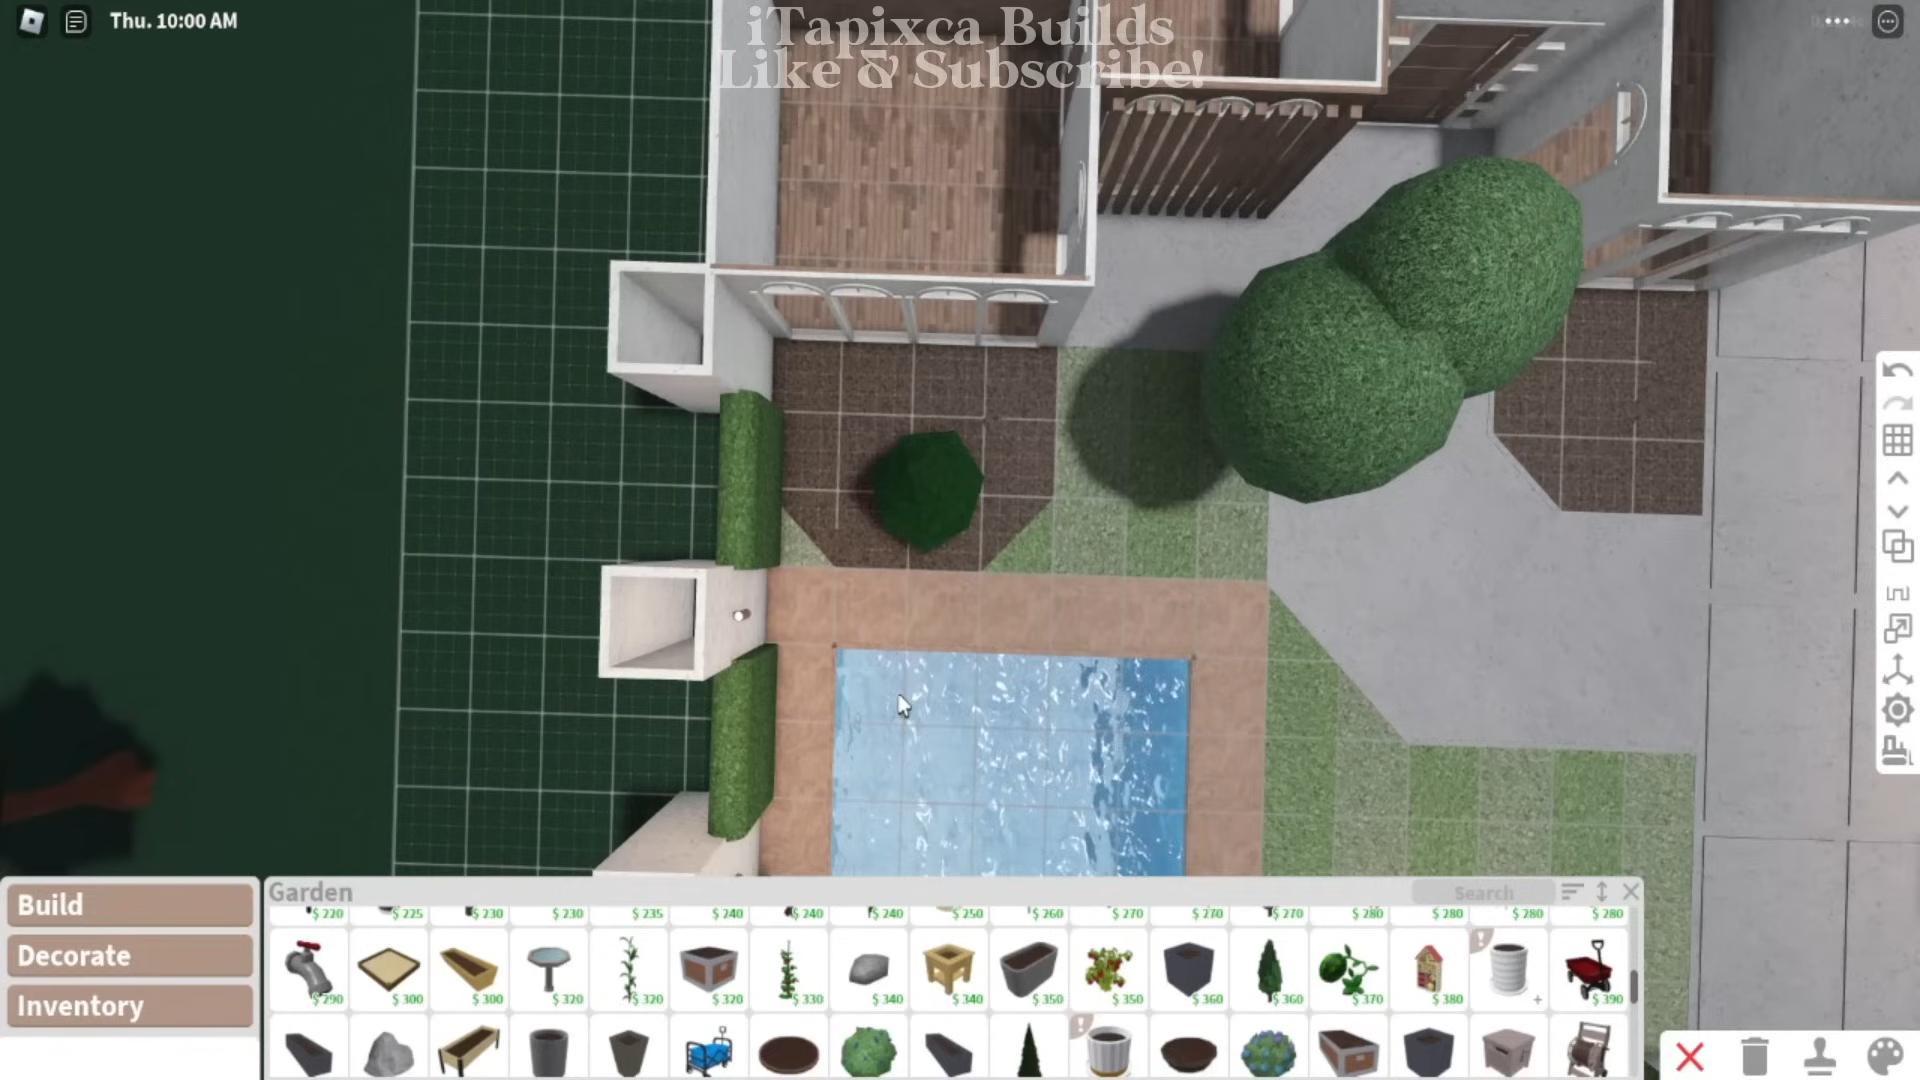 Thu. 10:00 AM
iTapixca Builds
Like & Subscribe!
Build
Decorate
Inventory
Garden
Search
$ 220 $ 225 $ 230 $ 230 $ 235 $ 240 $ 240 $ 240 $ 250 $ 260 $ 270 $ 270 $ 270 $ 280 $ 280 $ 280 $ 280
$ 290 $ 300 $ 300 $ 320 $ 320 $ 320 $ 330 $ 340 $ 340 $ 350 $ 350 $ 360 $ 360 $ 370 $ 380 + $ 390